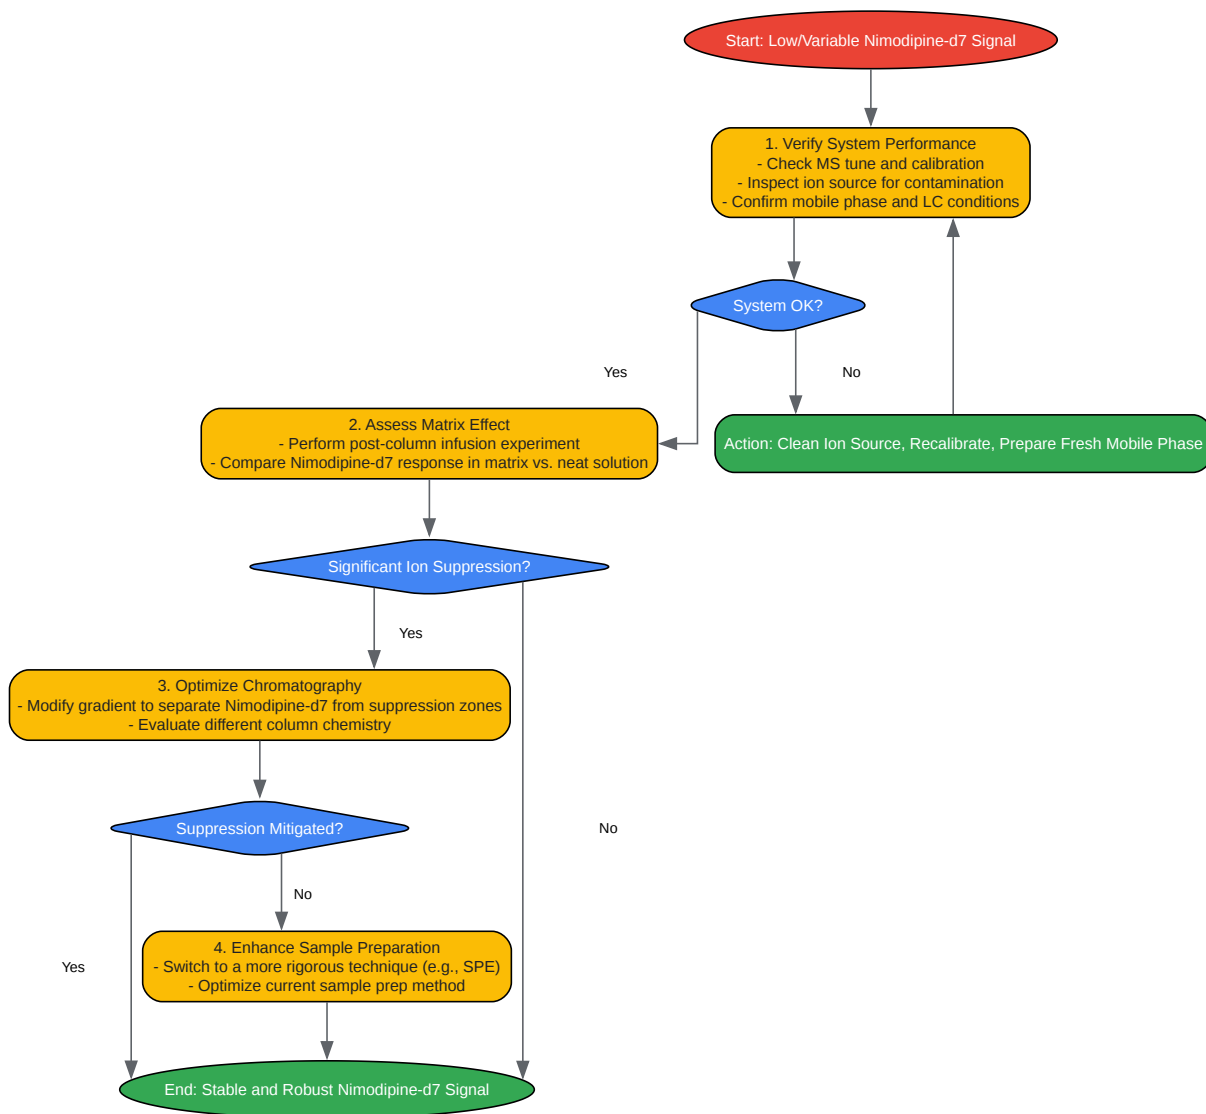 Start: Low/Variable Nimodipine-d7 Signal
1. Verify System Performance
- Check MS tune and calibration
- Inspect ion source for contamination
- Confirm mobile phase and LC conditions
System OK?
Yes
No
2. Assess Matrix Effect
- Perform post-column infusion experiment
- Compare Nimodipine-d7 response in matrix vs. neat solution
Action: Clean Ion Source, Recalibrate, Prepare Fresh Mobile Phase
Significant Ion Suppression?
Yes
3. Optimize Chromatography
- Modify gradient to separate Nimodipine-d7 from suppression zones
- Evaluate different column chemistry
Suppression Mitigated?
No
No
4. Enhance Sample Preparation
- Switch to a more rigorous technique (e.g., SPE)
- Optimize current sample prep method
Yes
End: Stable and Robust Nimodipine-d7 Signal